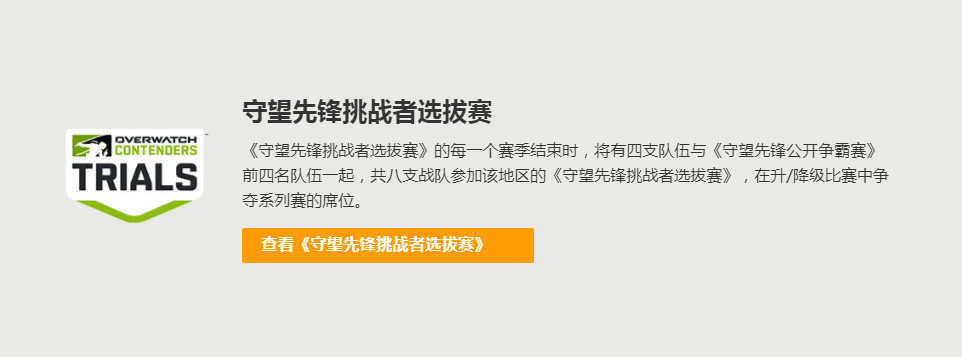 守望先锋挑战者选拔赛
OVERWATCH
CONTENDERS
TRIALS
《守望先锋挑战者选拔赛》的每一个赛季结束时，将有四支队伍与《守望先锋公开争霸赛》
前四名队伍一起，共八支战队参加该地区的《守望先锋挑战者选拔赛》，在升/降级比赛中争
夺系列赛的席位。
查看《守望先锋挑战者选拔赛》